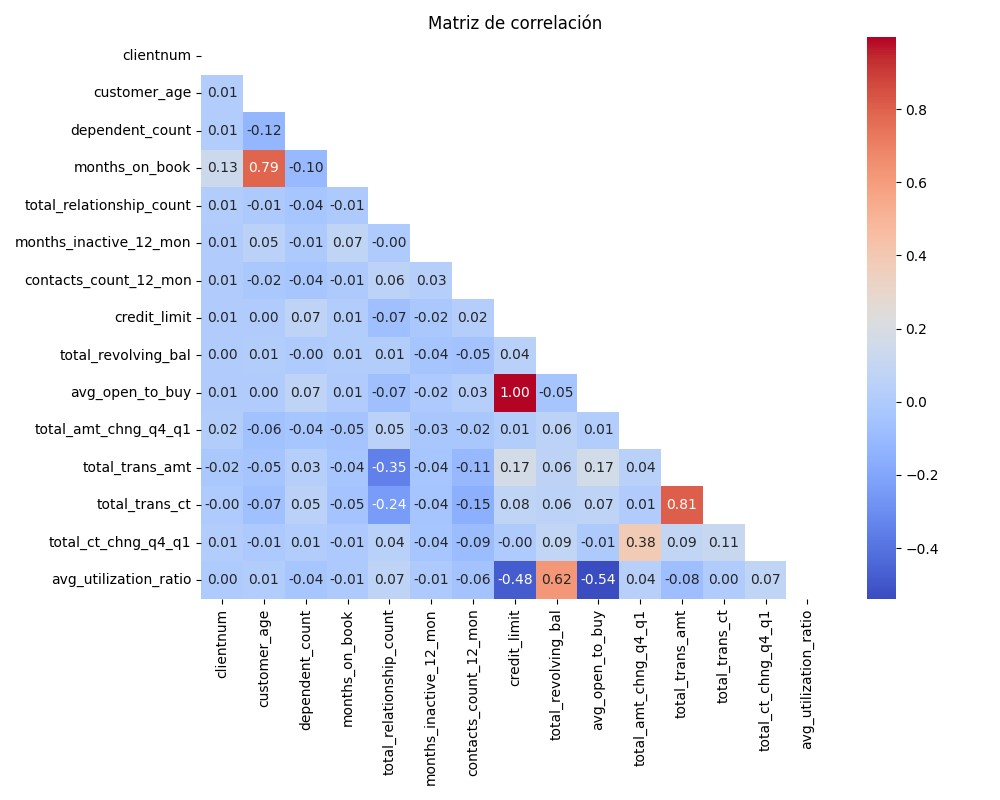 Matriz de correlación
clientnum
customer_age 0.01
dependent_count 0.01 -0.12
months_on_book 0.13 0.79 -0.10
total_relationship_count 0.01 -0.01 -0.04 -0.01
months_inactive_12_mon 0.01 0.05 -0.01 0.07 -0.00
contacts_count_12_mon 0.01 -0.02 -0.04 -0.01 0.06 0.03
credit_limit 0.01 0.00 0.07 0.01 -0.07 -0.02 0.02
total_revolving_bal 0.00 0.01 -0.00 0.01 0.01 -0.04 -0.05 0.04
avg_open_to_buy 0.01 0.00 0.07 0.01 -0.07 -0.02 0.03 1.00 -0.05
total_amt_chng_q4_q1 0.02 -0.06 -0.04 -0.05 0.05 -0.03 -0.02 0.01 0.06 0.01
total_trans_amt -0.02 -0.05 0.03 -0.04 -0.35 -0.04 -0.11 0.17 0.06 0.17 0.04
total_trans_ct -0.00 -0.07 0.05 -0.05 -0.24 -0.04 -0.15 0.08 0.06 0.07 0.01 0.81
total_ct_chng_q4_q1 0.01 -0.01 0.01 -0.01 0.04 -0.04 -0.09 -0.00 0.09 -0.01 0.38 0.09 0.11
avg_utilization_ratio 0.00 0.01 -0.04 -0.01 0.07 -0.01 -0.06 -0.48 0.62 -0.54 0.04 -0.08 0.00 0.07
clientnum
customer_age
dependent_count
months_on_book
total_relationship_count
months_inactive_12_mon
contacts_count_12_mon
credit_limit
total_revolving_bal
avg_open_to_buy
total_amt_chng_q4_q1
total_trans_amt
total_trans_ct
total_ct_chng_q4_q1
avg_utilization_ratio
0.8
0.6
0.4
0.2
0.0
−0.2
−0.4